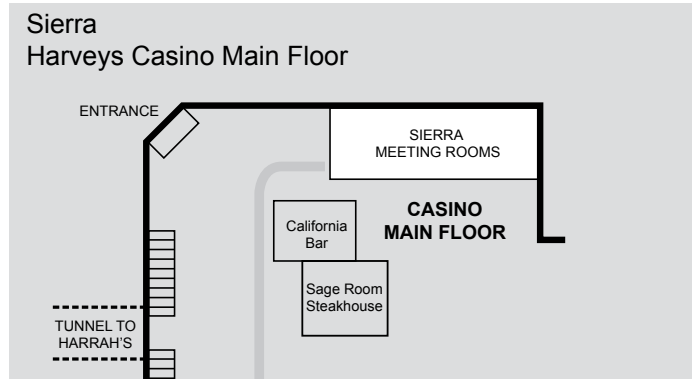 Sierra
Harveys Casino Main Floor
ENTRANCE
SIERRA
MEETING ROOMS
CASINO
MAIN FLOOR
California
Bar
Sage Room
Steakhouse
TUNNEL TO
HARRAH'S